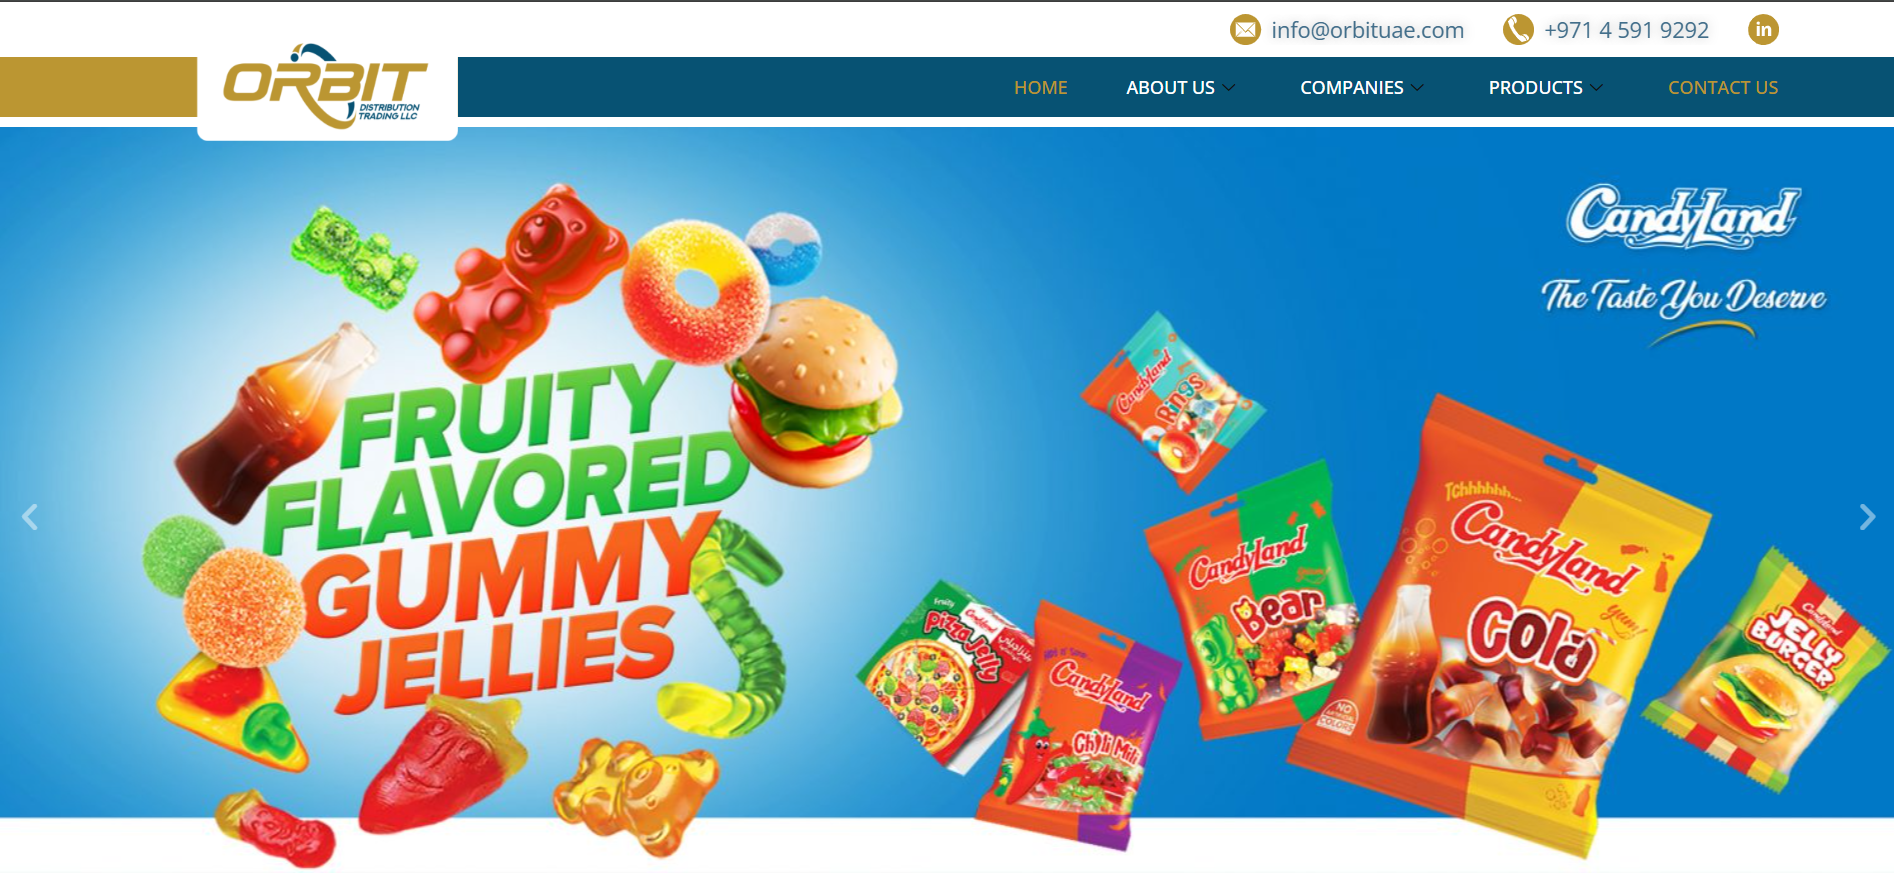 info@orbituae.com
+971 4 591 9292
in
ORBIT
DISTRIBUTION
TRADING LLC
HOME
ABOUT US
COMPANIES
PRODUCTS
CONTACT US
CandyLand
The Taste You Deserve
FRUITY
FLAVORED
GUMMY
JELLIES
CandyLand
Rings
CandyLand
Bear
Tchhhhhh...
CandyLand
yum!
Cola
NO
ARTIFICIAL
COLORS
Fruity
CandyLand
Pizza Jelly
CandyLand
Chilli Mili
CandyLand
JELLY
BURGER